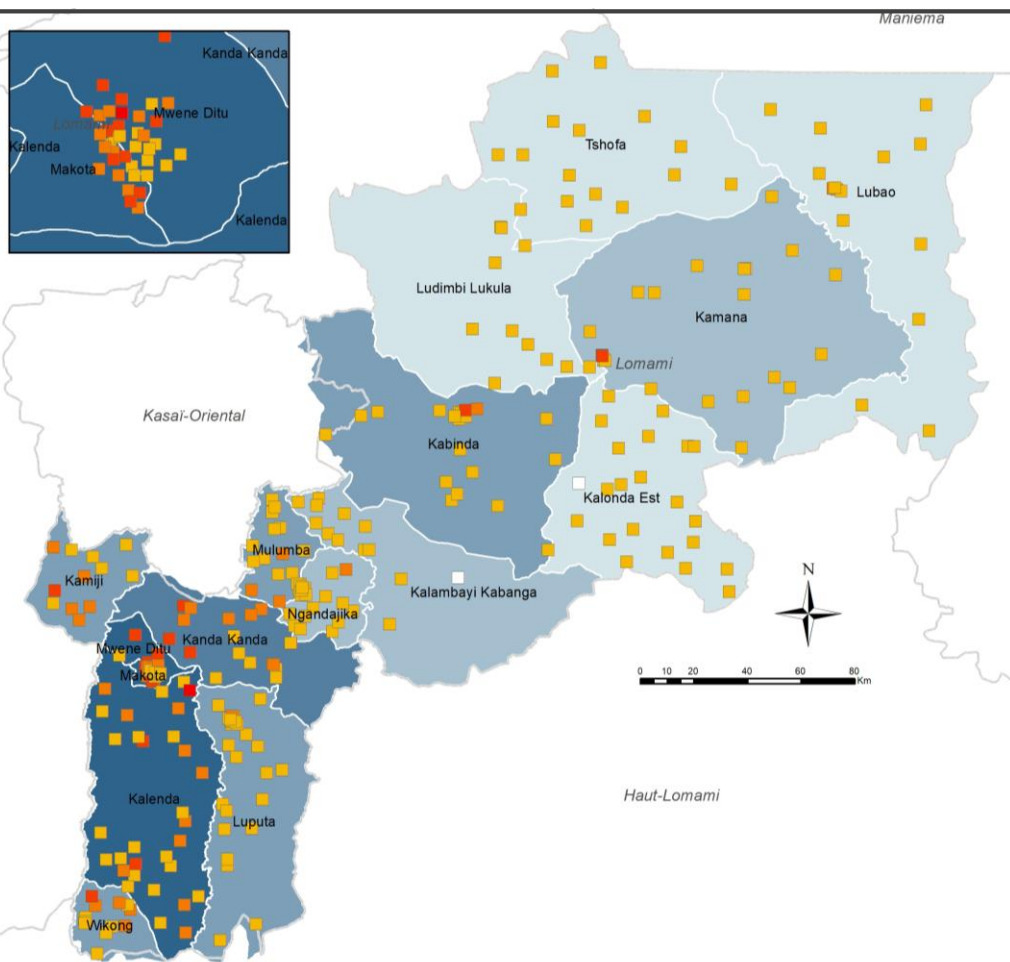 Maniema
Kanda Kanda
Mwene Ditu
Lomami
Kalenda
Makota
Kalenda
Tshofa
Lubao
Ludimbi Lukula
Kamana
Lomami
Kasaï-Oriental
Kabinda
Kalonda Est
Mulumba
Kamiji
Kalambayi Kabanga
Ngandajika
N
Kanda Kanda
Mwene Ditu
Makota
0 10 20 40 60 80
Km
Haut-Lomami
Kalenda
Luputa
Wikong